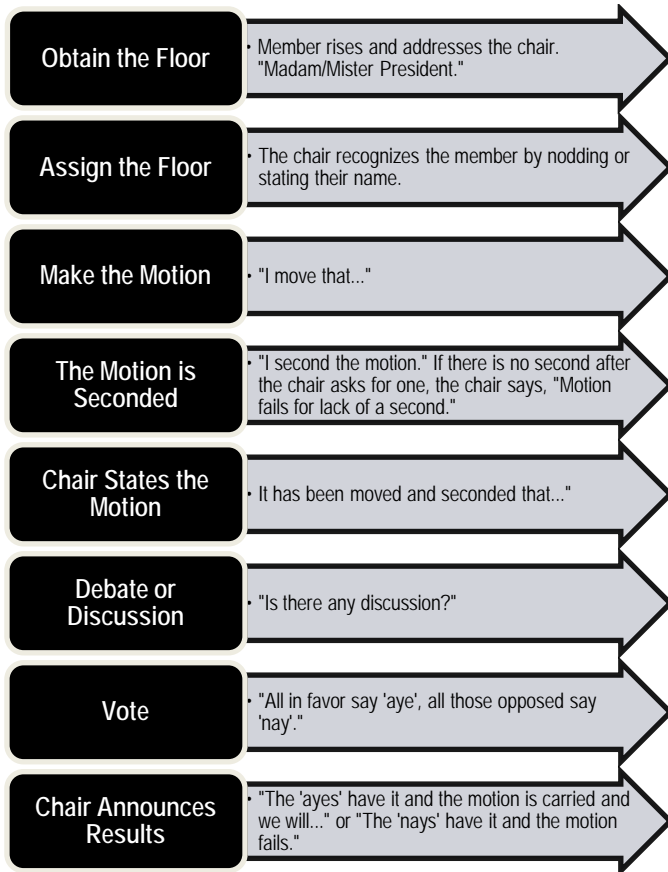 Obtain the Floor
• Member rises and addresses the chair.
"Madam/Mister President."
Assign the Floor
• The chair recognizes the member by nodding or
stating their name.
Make the Motion
• "I move that..."
The Motion is
Seconded
• "I second the motion." If there is no second after
the chair asks for one, the chair says, "Motion
fails for lack of a second."
Chair States the
Motion
• It has been moved and seconded that..."
Debate or
Discussion
• "Is there any discussion?"
Vote
• "All in favor say 'aye', all those opposed say
'nay'."
Chair Announces
Results
• "The 'ayes' have it and the motion is carried and
we will..." or "The 'nays' have it and the motion
fails."